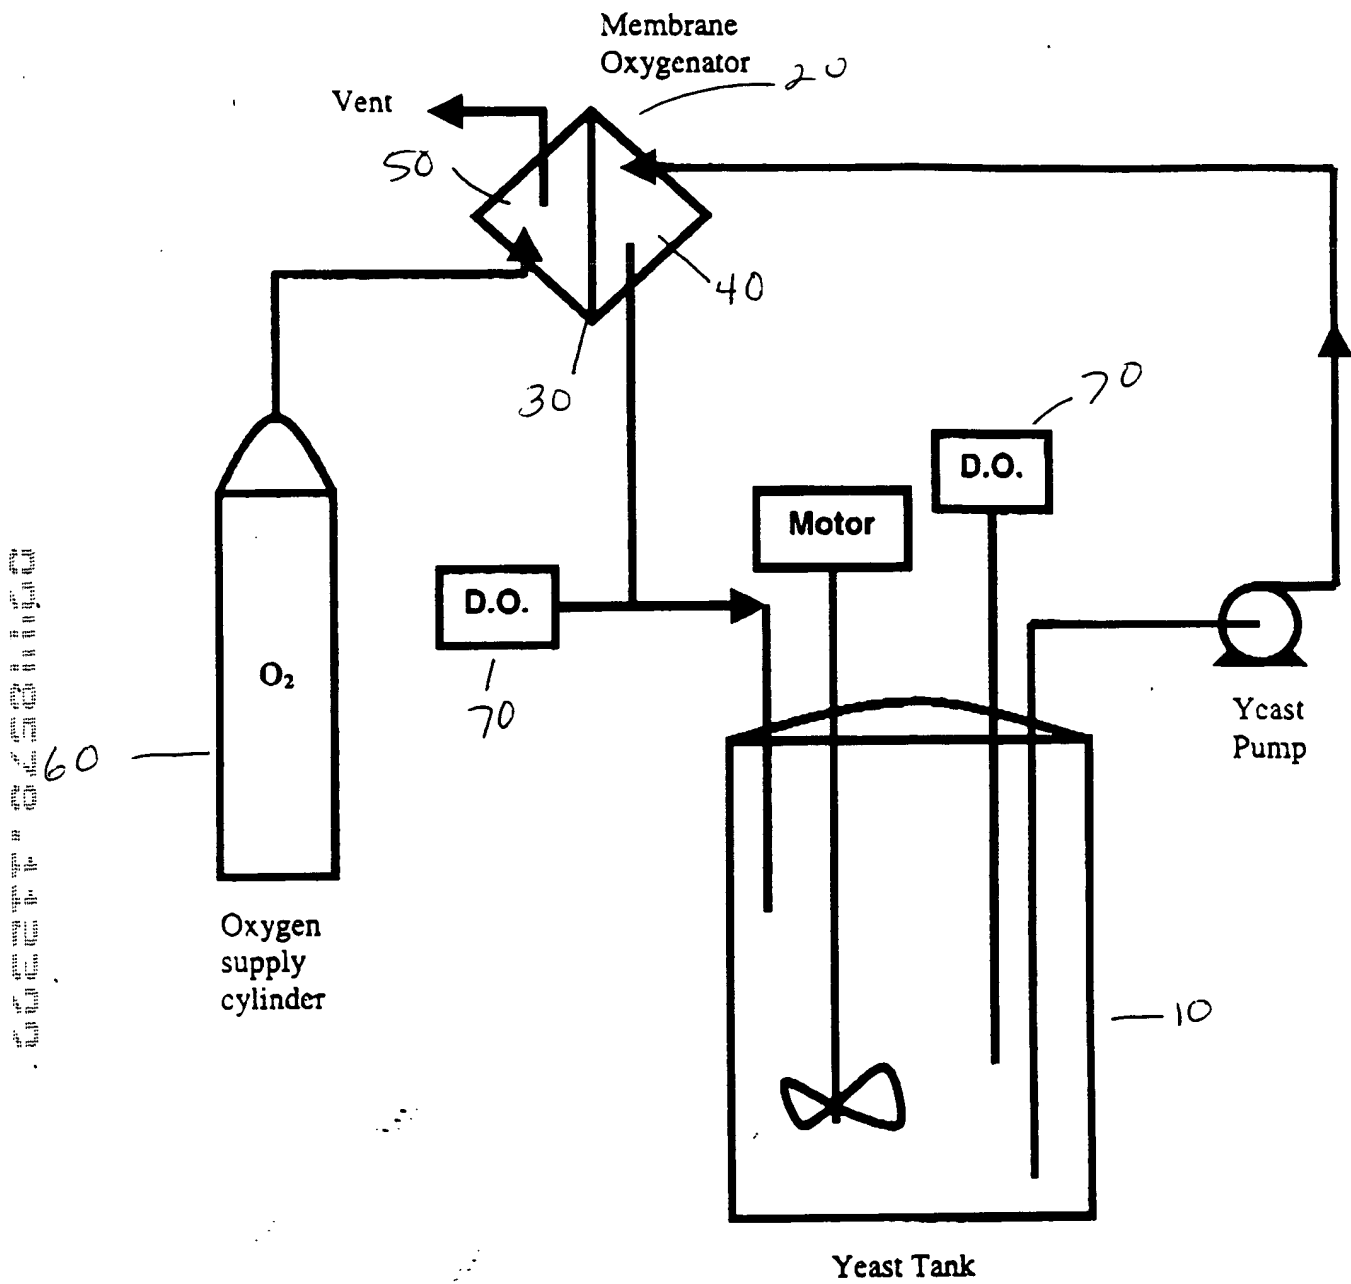 Membrane
Oxygenator
20
Vent
50
40
30
70
D.O.
Motor
D.O.
70
O₂
60
Yeast
Pump
Oxygen
supply
cylinder
10
Yeast Tank